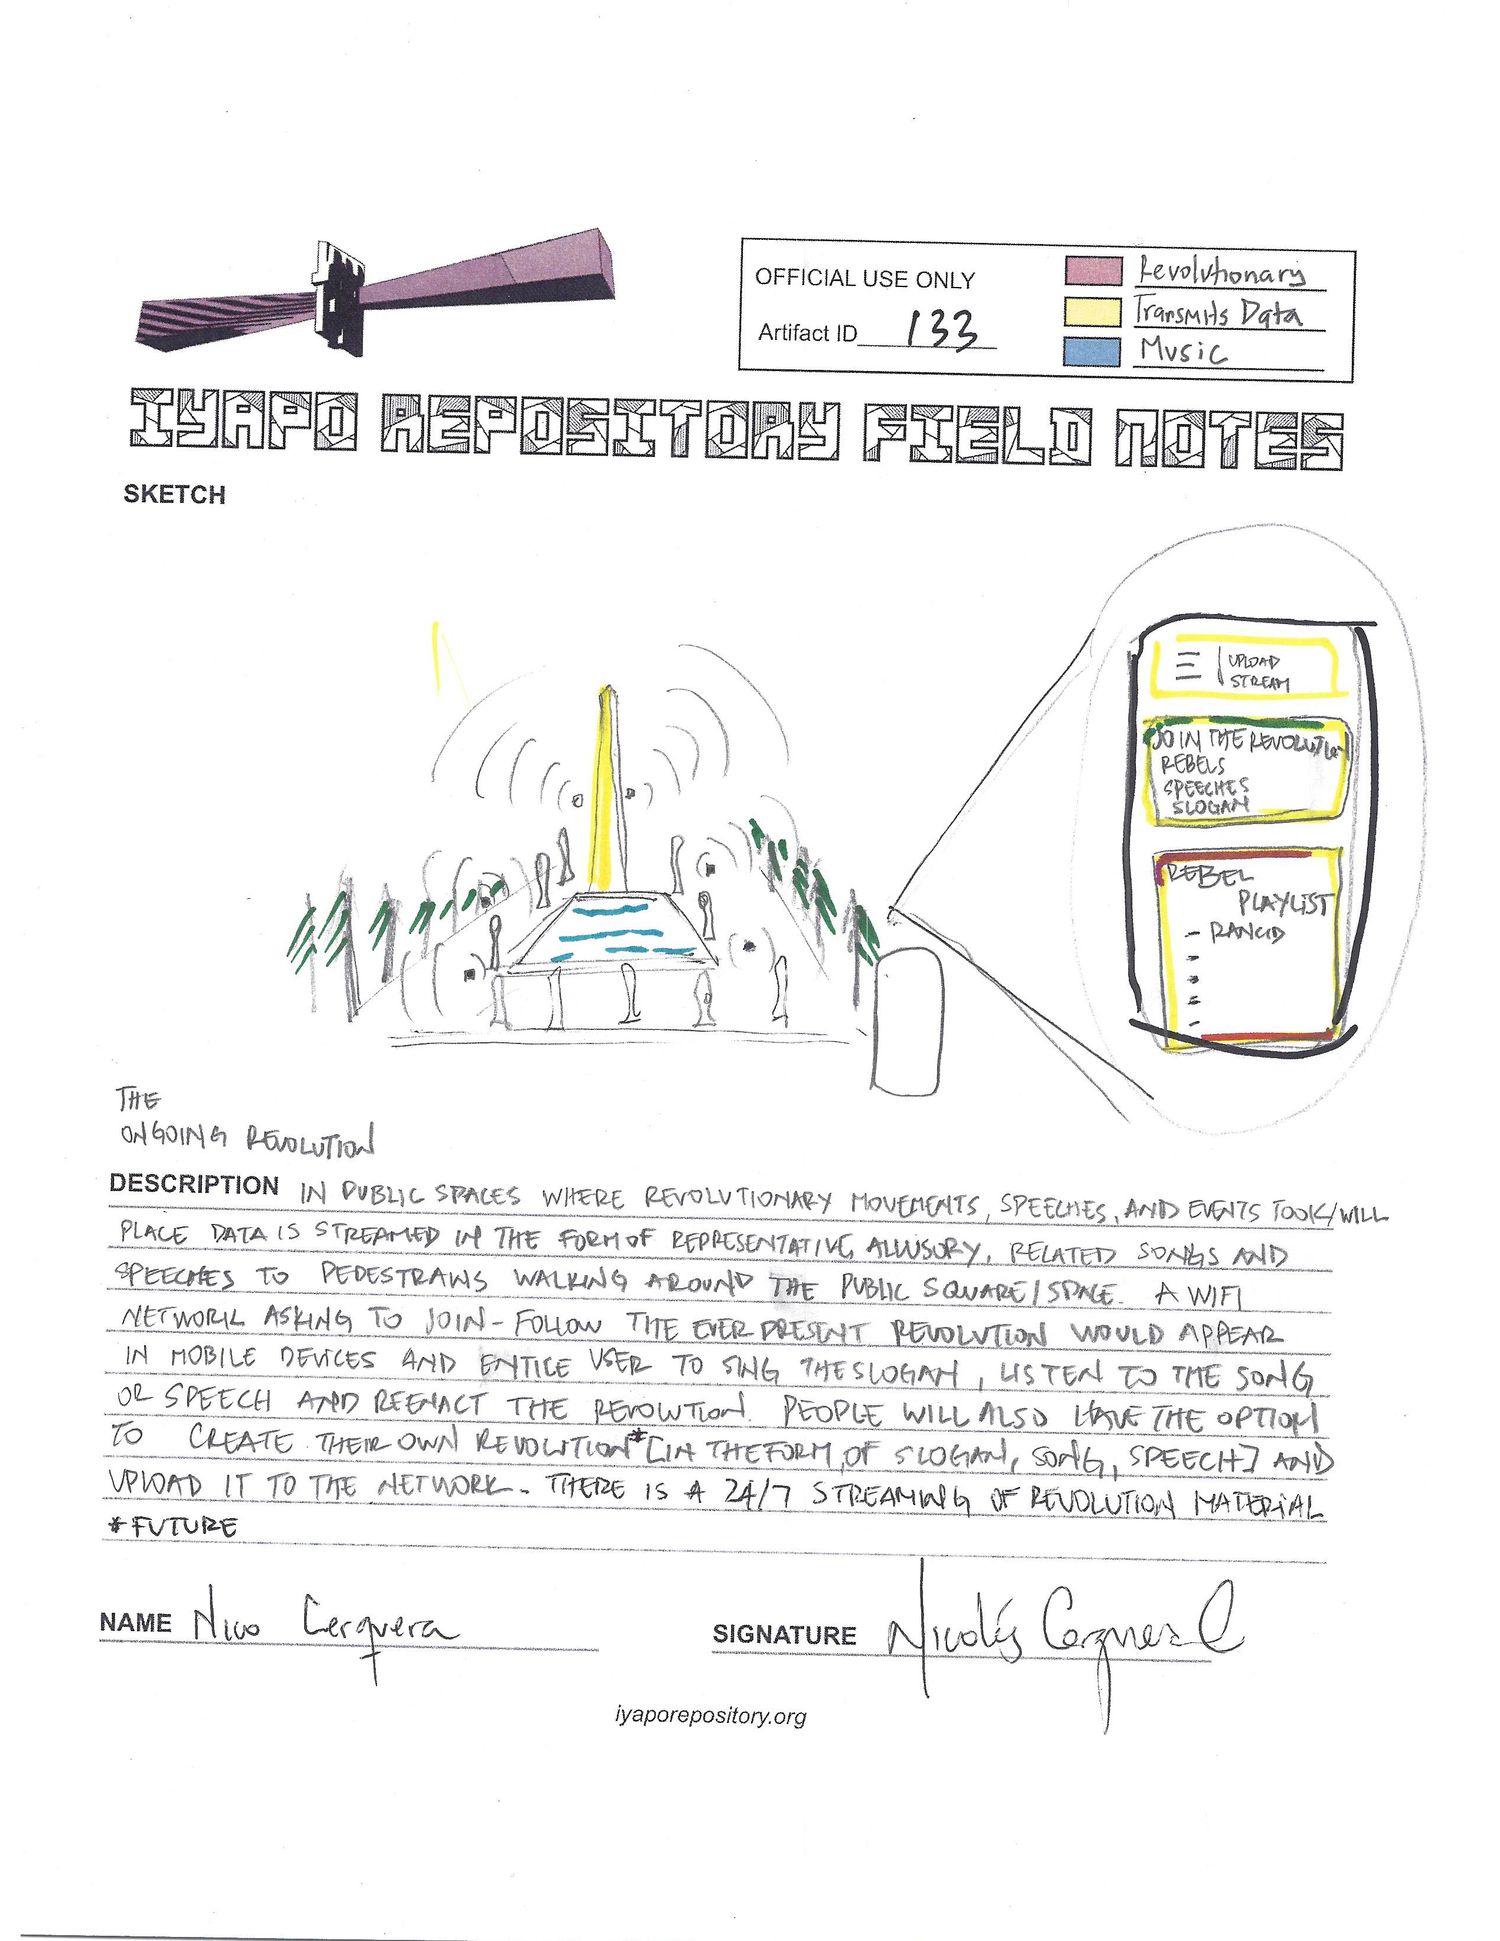 OFFICIAL USE ONLY
Artifact ID 133
Revolutionary
Transmits Data
Music
IYAPO REPOSITORY FIELD NOTES
SKETCH
UPLOAD
STREAM
JOIN THE REVOLUTION
REBELS
SPEECHES
SLOGAN
REBEL
PLAYLIST
- RANCID
THE
ONGOING REVOLUTION
DESCRIPTION IN PUBLIC SPACES WHERE REVOLUTIONARY MOVEMENTS, SPEECHES, AND EVENTS TOOK/WILL
PLACE DATA IS STREAMED IN THE FORM OF REPRESENTATIVE, ALLUSORY, RELATED SONGS AND
SPEECHES TO PEDESTRAINS WALKING AROUND THE PUBLIC SQUARE/SPACE. A WIFI
NETWORK ASKING TO JOIN-FOLLOW THE EVER PRESENT REVOLUTION WOULD APPEAR
IN MOBILE DEVICES AND ENTICE USER TO SING THE SLOGAN, LISTEN TO THE SONG
OR SPEECH AND REENACT THE REVOLUTION. PEOPLE WILL ALSO HAVE THE OPTION
TO CREATE THEIR OWN REVOLUTION* [IN THE FORM OF SLOGAN, SONG, SPEECH] AND
UPLOAD IT TO THE NETWORK. THERE IS A 24/7 STREAMING OF REVOLUTION MATERIAL
* FUTURE
NAME Nico Cerquera
SIGNATURE Nicolás Cerquera
iyaporepository.org